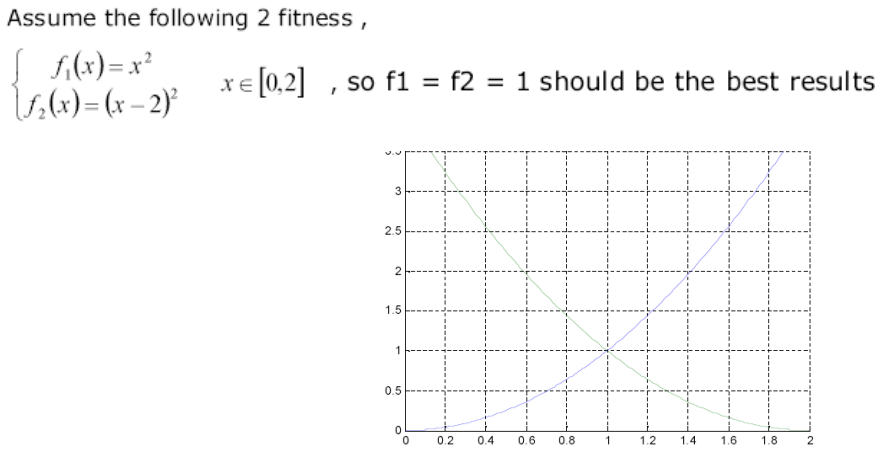 Assume the following 2 fitness ,
f₁(x) = x²
f₂(x) = (x – 2)²
x ∈ [0,2] , so f1 = f2 = 1 should be the best results
3.5
3
2.5
2
1.5
1
0.5
0
0 0.2 0.4 0.6 0.8 1 1.2 1.4 1.6 1.8 2